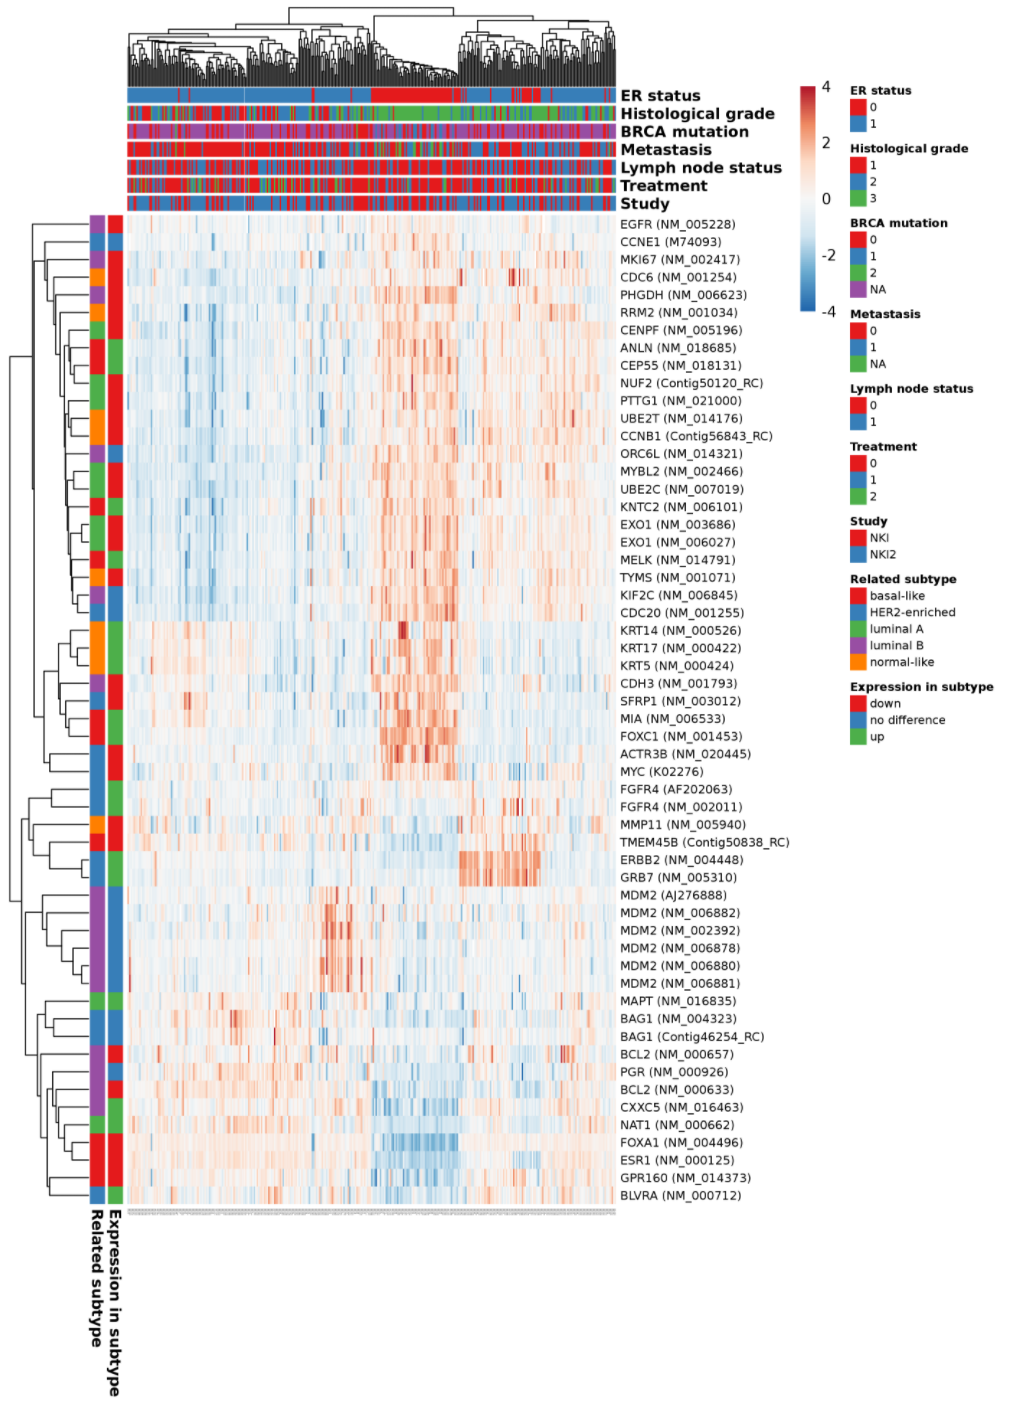 ER status
Histological grade
BRCA mutation
Metastasis
Lymph node status
Treatment
Study
EGFR (NM_005228)
CCNE1 (M74093)
MKI67 (NM_002417)
CDC6 (NM_001254)
PHGDH (NM_006623)
RRM2 (NM_001034)
CENPF (NM_005196)
ANLN (NM_018685)
CEP55 (NM_018131)
NUF2 (Contig50120_RC)
PTTG1 (NM_021000)
UBE2T (NM_014176)
CCNB1 (Contig56843_RC)
ORC6L (NM_014321)
MYBL2 (NM_002466)
UBE2C (NM_007019)
KNTC2 (NM_006101)
EXO1 (NM_003686)
EXO1 (NM_006027)
MELK (NM_014791)
TYMS (NM_001071)
KIF2C (NM_006845)
CDC20 (NM_001255)
KRT14 (NM_000526)
KRT17 (NM_000422)
KRT5 (NM_000424)
CDH3 (NM_001793)
SFRP1 (NM_003012)
MIA (NM_006533)
FOXC1 (NM_001453)
ACTR3B (NM_020445)
MYC (K02276)
FGFR4 (AF202063)
FGFR4 (NM_002011)
MMP11 (NM_005940)
TMEM45B (Contig50838_RC)
ERBB2 (NM_004448)
GRB7 (NM_005310)
MDM2 (AJ276888)
MDM2 (NM_006882)
MDM2 (NM_002392)
MDM2 (NM_006878)
MDM2 (NM_006880)
MDM2 (NM_006881)
MAPT (NM_016835)
BAG1 (NM_004323)
BAG1 (Contig46254_RC)
BCL2 (NM_000657)
PGR (NM_000926)
BCL2 (NM_000633)
CXXC5 (NM_016463)
NAT1 (NM_000662)
FOXA1 (NM_004496)
ESR1 (NM_000125)
GPR160 (NM_014373)
BLVRA (NM_000712)
Related subtype
Expression in subtype
4
2
0
-2
-4
ER status
0
1
Histological grade
1
2
3
BRCA mutation
0
1
2
NA
Metastasis
0
1
NA
Lymph node status
0
1
Treatment
0
1
2
Study
NKI
NKI2
Related subtype
basal-like
HER2-enriched
luminal A
luminal B
normal-like
Expression in subtype
down
no difference
up